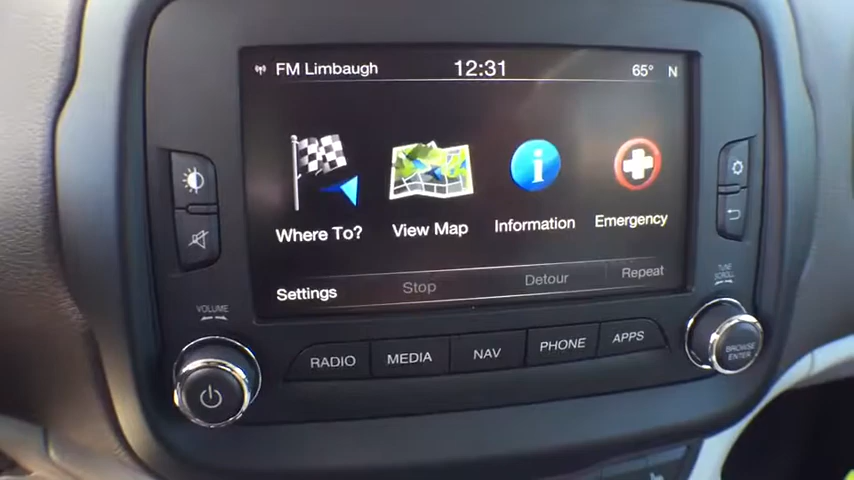 FM Limbaugh 12:31 65° N
Where To? View Map Information Emergency
Settings Stop Detour Repeat
VOLUME
TUNE
SCROLL
RADIO MEDIA NAV PHONE APPS
BROWSE
ENTER